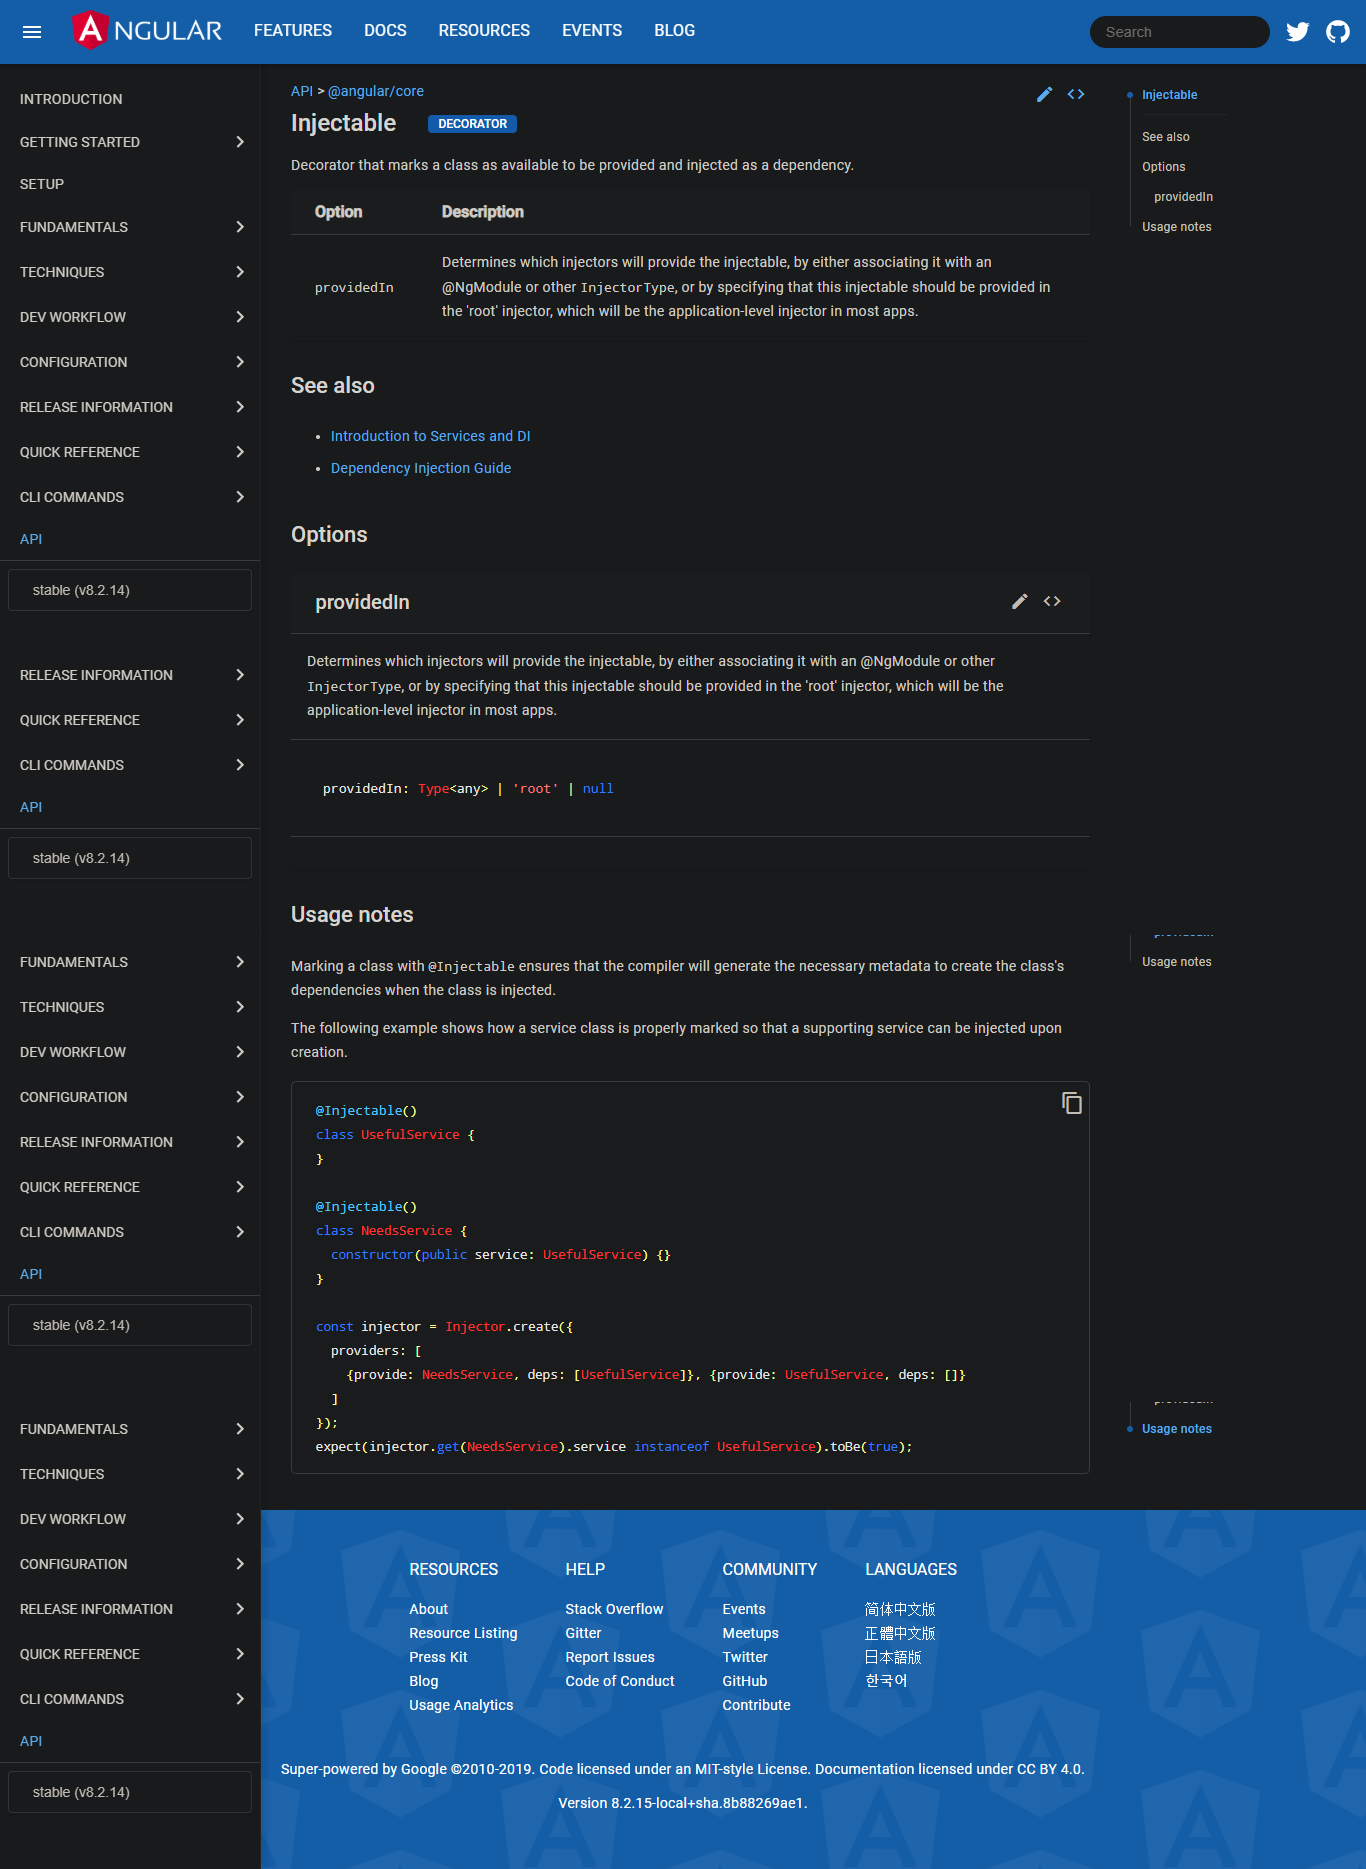 NGULAR
FEATURES
DOCS
RESOURCES
EVENTS
BLOG
Search
INTRODUCTION
GETTING STARTED
SETUP
FUNDAMENTALS
TECHNIQUES
DEV WORKFLOW
CONFIGURATION
RELEASE INFORMATION
QUICK REFERENCE
CLI COMMANDS
API
stable (v8.2.14)
RELEASE INFORMATION
QUICK REFERENCE
CLI COMMANDS
API
stable (v8.2.14)
FUNDAMENTALS
TECHNIQUES
DEV WORKFLOW
CONFIGURATION
RELEASE INFORMATION
QUICK REFERENCE
CLI COMMANDS
API
stable (v8.2.14)
FUNDAMENTALS
TECHNIQUES
DEV WORKFLOW
CONFIGURATION
RELEASE INFORMATION
QUICK REFERENCE
CLI COMMANDS
API
stable (v8.2.14)
API > @angular/core
Injectable DECORATOR
Decorator that marks a class as available to be provided and injected as a dependency.
Option Description
providedIn
Determines which injectors will provide the injectable, by either associating it with an
@NgModule or other InjectorType, or by specifying that this injectable should be provided in
the 'root' injector, which will be the application-level injector in most apps.
See also
Introduction to Services and DI
Dependency Injection Guide
Options
providedIn
Determines which injectors will provide the injectable, by either associating it with an @NgModule or other
InjectorType, or by specifying that this injectable should be provided in the 'root' injector, which will be the
application-level injector in most apps.
providedIn: Type<any> | 'root' | null
Usage notes
Marking a class with @Injectable ensures that the compiler will generate the necessary metadata to create the class's
dependencies when the class is injected.
The following example shows how a service class is properly marked so that a supporting service can be injected upon
creation.
@Injectable()
class UsefulService {
}
@Injectable()
class NeedsService {
constructor(public service: UsefulService) {}
}
const injector = Injector.create({
providers: [
{provide: NeedsService, deps: [UsefulService]}, {provide: UsefulService, deps: []}
]
});
expect(injector.get(NeedsService).service instanceof UsefulService).toBe(true);
Injectable
See also
Options
providedIn
Usage notes
Usage notes
Usage notes
RESOURCES
About
Resource Listing
Press Kit
Blog
Usage Analytics
HELP
Stack Overflow
Gitter
Report Issues
Code of Conduct
COMMUNITY
Events
Meetups
Twitter
GitHub
Contribute
LANGUAGES
简体中文版
正體中文版
日本語版
한국어
Super-powered by Google ©2010-2019. Code licensed under an MIT-style License. Documentation licensed under CC BY 4.0.
Version 8.2.15-local+sha.8b88269ae1.